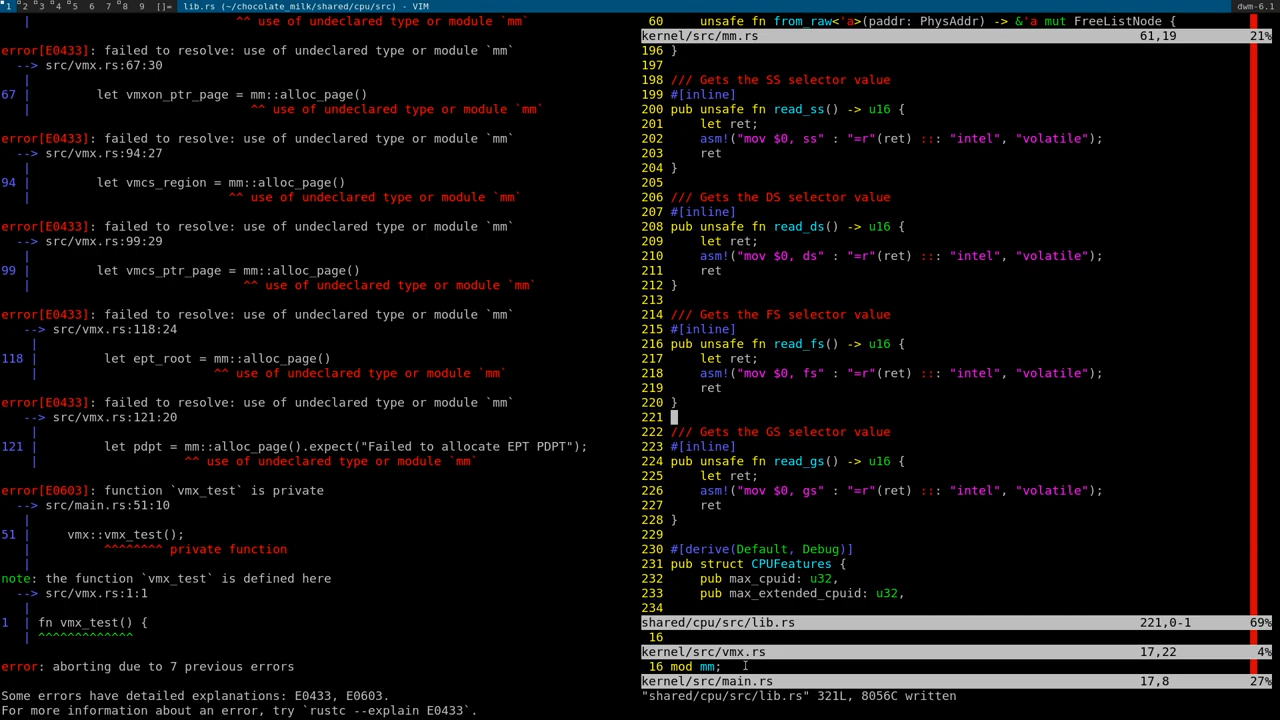 1 2 3 4 5 6 7 8 9 []= lib.rs (~/chocolate_milk/shared/cpu/src) - VIM dwm-6.1
| ^^ use of undeclared type or module `mm`
error[E0433]: failed to resolve: use of undeclared type or module `mm`
--> src/vmx.rs:67:30
|
67 | let vmxon_ptr_page = mm::alloc_page()
| ^^ use of undeclared type or module `mm`
error[E0433]: failed to resolve: use of undeclared type or module `mm`
--> src/vmx.rs:94:27
|
94 | let vmcs_region = mm::alloc_page()
| ^^ use of undeclared type or module `mm`
error[E0433]: failed to resolve: use of undeclared type or module `mm`
--> src/vmx.rs:99:29
|
99 | let vmcs_ptr_page = mm::alloc_page()
| ^^ use of undeclared type or module `mm`
error[E0433]: failed to resolve: use of undeclared type or module `mm`
--> src/vmx.rs:118:24
|
118 | let ept_root = mm::alloc_page()
| ^^ use of undeclared type or module `mm`
error[E0433]: failed to resolve: use of undeclared type or module `mm`
--> src/vmx.rs:121:20
|
121 | let pdpt = mm::alloc_page().expect("Failed to allocate EPT PDPT");
| ^^ use of undeclared type or module `mm`
error[E0603]: function `vmx_test` is private
--> src/main.rs:51:10
|
51 | vmx::vmx_test();
| ^^^^^^^^ private function
|
note: the function `vmx_test` is defined here
--> src/vmx.rs:1:1
|
1 | fn vmx_test() {
| ^^^^^^^^^^^^^
error: aborting due to 7 previous errors
Some errors have detailed explanations: E0433, E0603.
For more information about an error, try `rustc --explain E0433`.
60 unsafe fn from_raw<'a>(paddr: PhysAddr) -> &'a mut FreeListNode {
kernel/src/mm.rs 61,19 21%
196 }
197
198 /// Gets the SS selector value
199 #[inline]
200 pub unsafe fn read_ss() -> u16 {
201 let ret;
202 asm!("mov $0, ss" : "=r"(ret) ::: "intel", "volatile");
203 ret
204 }
205
206 /// Gets the DS selector value
207 #[inline]
208 pub unsafe fn read_ds() -> u16 {
209 let ret;
210 asm!("mov $0, ds" : "=r"(ret) ::: "intel", "volatile");
211 ret
212 }
213
214 /// Gets the FS selector value
215 #[inline]
216 pub unsafe fn read_fs() -> u16 {
217 let ret;
218 asm!("mov $0, fs" : "=r"(ret) ::: "intel", "volatile");
219 ret
220 }
221
222 /// Gets the GS selector value
223 #[inline]
224 pub unsafe fn read_gs() -> u16 {
225 let ret;
226 asm!("mov $0, gs" : "=r"(ret) ::: "intel", "volatile");
227 ret
228 }
229
230 #[derive(Default, Debug)]
231 pub struct CPUFeatures {
232 pub max_cpuid: u32,
233 pub max_extended_cpuid: u32,
234
shared/cpu/src/lib.rs 221,0-1 69%
16
kernel/src/vmx.rs 17,22 4%
16 mod mm;
kernel/src/main.rs 17,8 27%
"shared/cpu/src/lib.rs" 321L, 8056C written